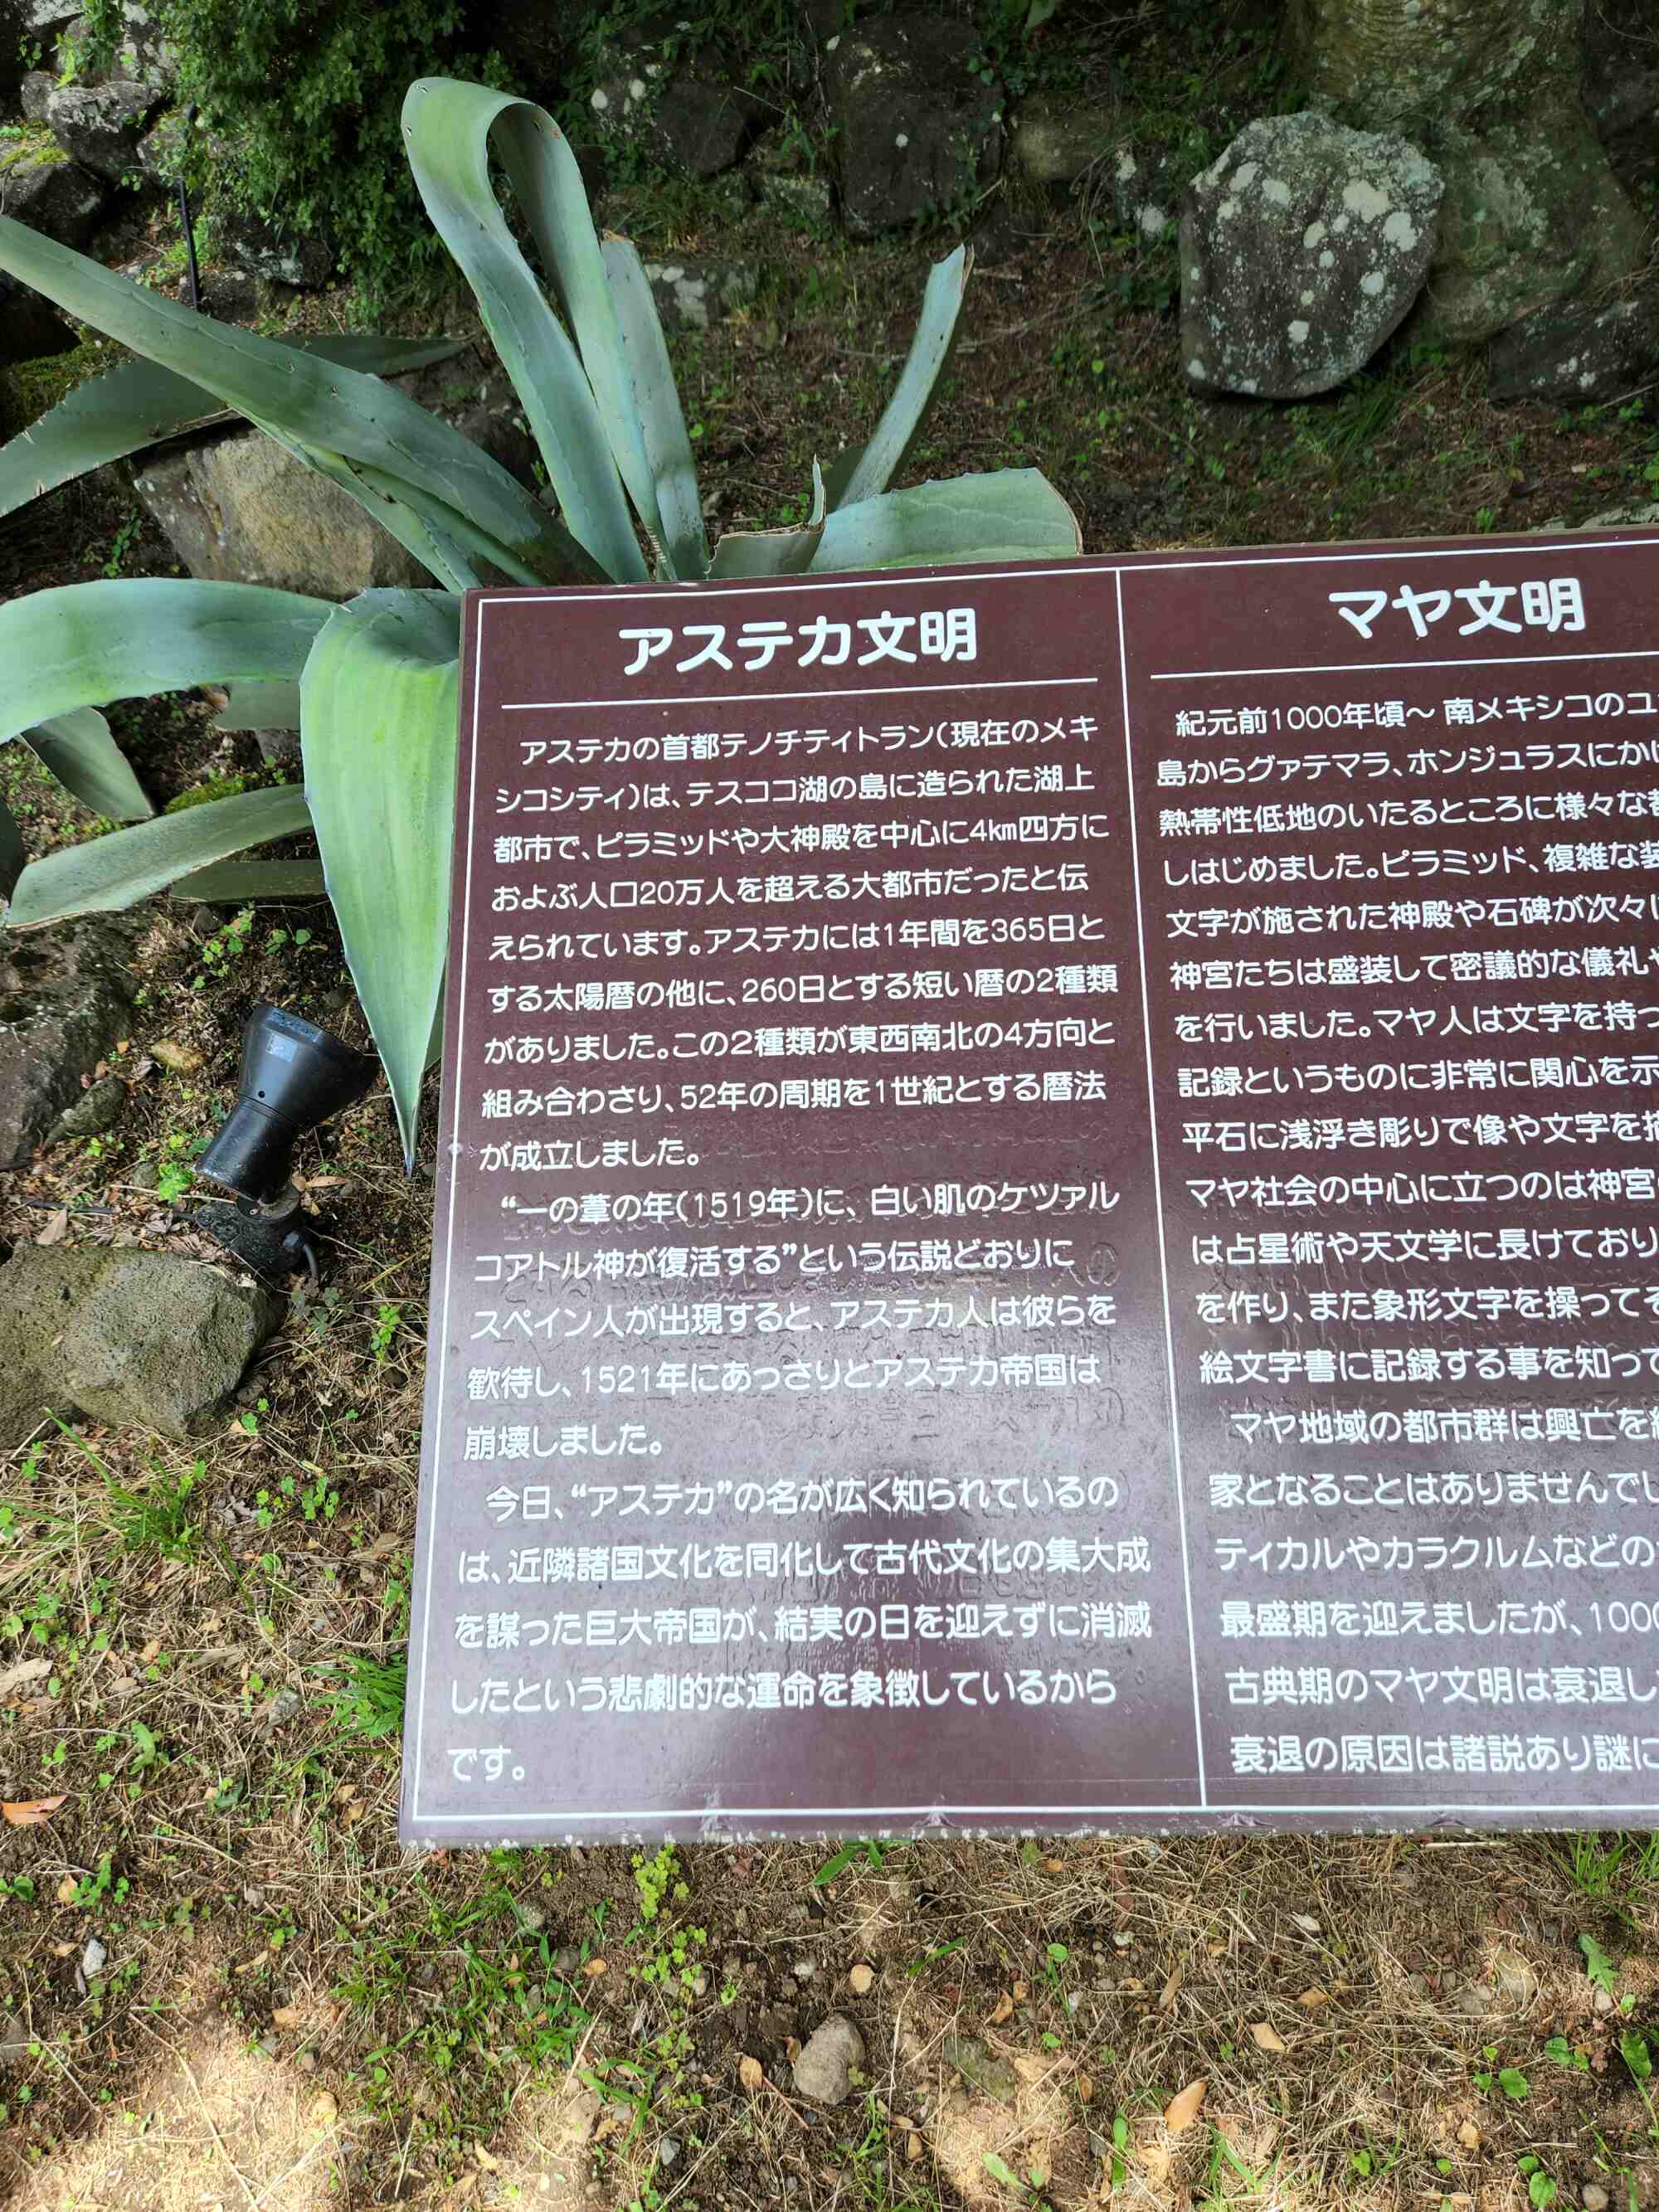 アステカ文明
アステカの首都テノチティトラン(現在のメキ
シコシティ)は、テスココ湖の島に造られた湖上
都市で、ピラミッドや大神殿を中心に4km四方に
およぶ人口20万人を超える大都市だったと伝
えられています。アステカには1年間を365日と
する太陽暦の他に、260日とする短い暦の2種類
がありました。この2種類が東西南北の4方向と
組み合わさり、52年の周期を1世紀とする暦法
が成立しました。
“一の葦の年(1519年)に、白い肌のケツァル
コアトル神が復活する”という伝説どおりに
スペイン人が出現すると、アステカ人は彼らを
歓待し、1521年にあっさりとアステカ帝国は
崩壊しました。
今日、“アステカ”の名が広く知られているの
は、近隣諸国文化を同化して古代文化の集大成
を謀った巨大帝国が、結実の日を迎えずに消滅
したという悲劇的な運命を象徴しているから
です。
マヤ文明
紀元前1000年頃〜 南メキシコのユ
島からグァテマラ、ホンジュラスにか
熱帯性低地のいたるところに様々な
しはじめました。ピラミッド、複雑な装
文字が施された神殿や石碑が次々に
神宮たちは盛装して密議的な儀礼や
を行いました。マヤ人は文字を持つ
記録というものに非常に関心を示
平石に浅浮き彫りで像や文字を描
マヤ社会の中心に立つのは神宮
は占星術や天文学に長けており
を作り、また象形文字を操ってそ
絵文字書に記録する事を知って
マヤ地域の都市群は興亡を
家となることはありませんでし
ティカルやカラクルムなどの
最盛期を迎えましたが、100
古典期のマヤ文明は衰退し
衰退の原因は諸説あり謎に